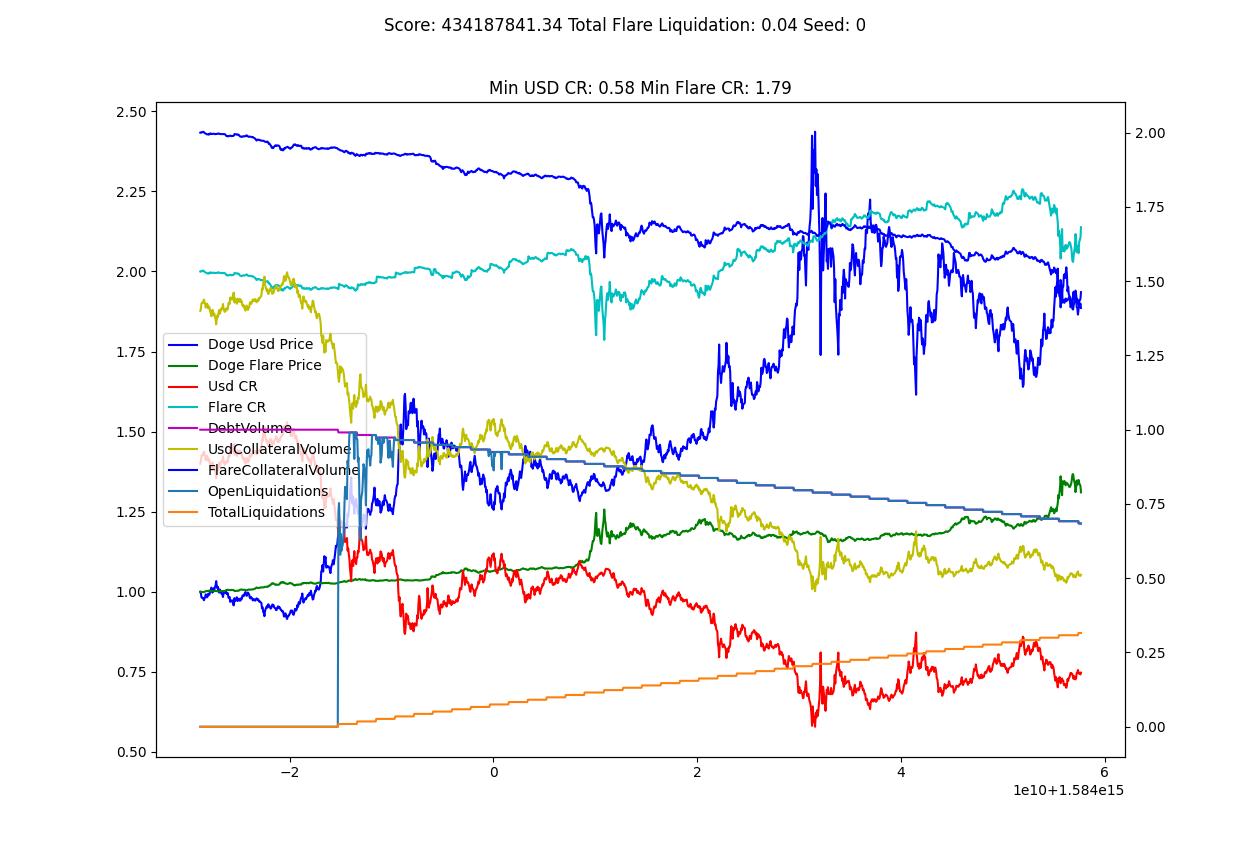 Score: 434187841.34 Total Flare Liquidation: 0.04 Seed: 0
Min USD CR: 0.58 Min Flare CR: 1.79
2.50
2.25
2.00
1.75
1.50
1.25
1.00
0.75
0.50
2.00
1.75
1.50
1.25
1.00
0.75
0.50
0.25
0.00
Doge Usd Price
Doge Flare Price
Usd CR
Flare CR
DebtVolume
UsdCollateralVolume
FlareCollateralVolume
OpenLiquidations
TotalLiquidations
−2 0 2 4 6
1e10+1.584e15